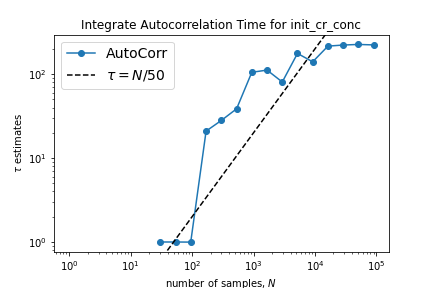 Integrate Autocorrelation Time for init_cr_conc
AutoCorr
τ = N/50
τ estimates
10²
10¹
10⁰
10⁰ 10¹ 10² 10³ 10⁴ 10⁵
number of samples, N